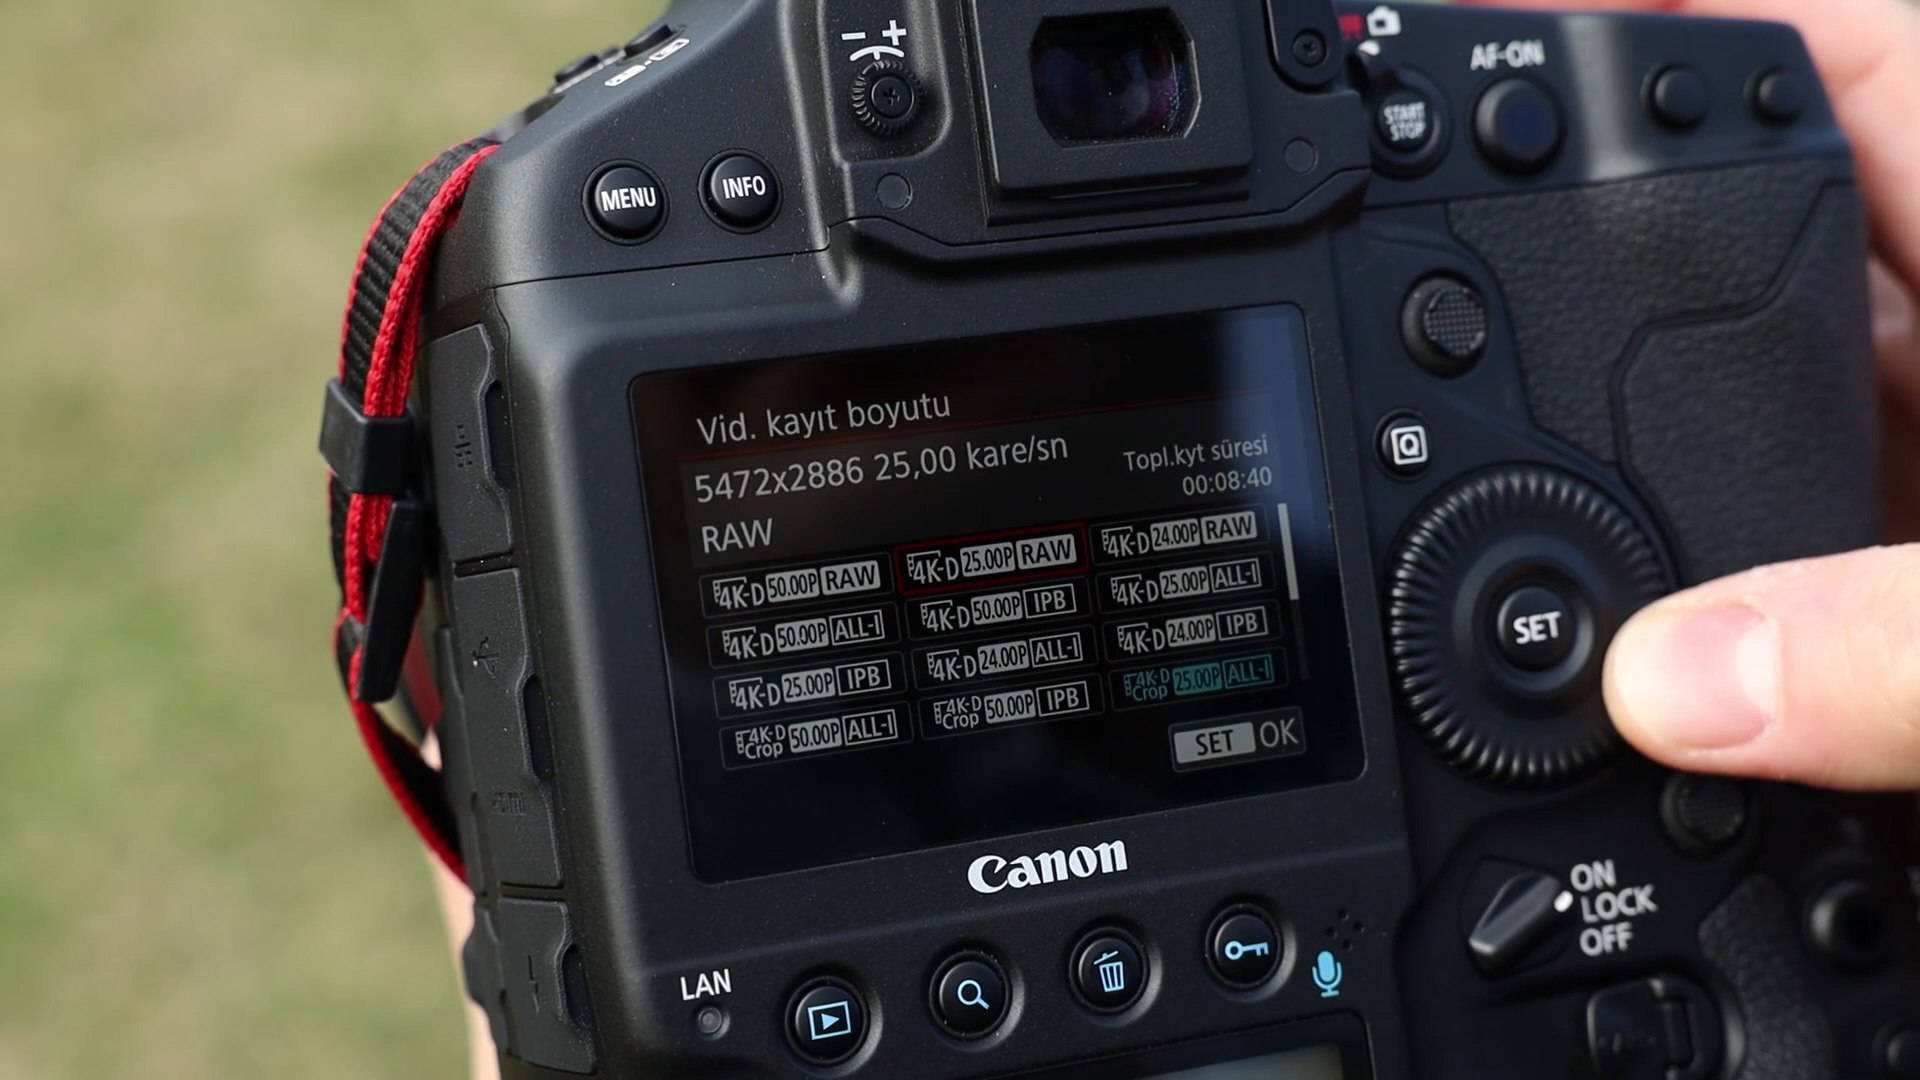 MENU
INFO
AF-ON
START
STOP
Vid. kayıt boyutu
5472x2886 25,00 kare/sn
Topl.kyt süresi
00:08:40
RAW
4K-D 50.00P RAW
4K-D 25.00P RAW
4K-D 24.00P RAW
4K-D 50.00P ALL-I
4K-D 50.00P IPB
4K-D 25.00P ALL-I
4K-D 25.00P IPB
4K-D 24.00P ALL-I
4K-D 24.00P IPB
4K-D Crop 50.00P ALL-I
4K-D Crop 50.00P IPB
4K-D Crop 25.00P ALL-I
SET OK
Q
SET
Canon
ON
LOCK
OFF
LAN